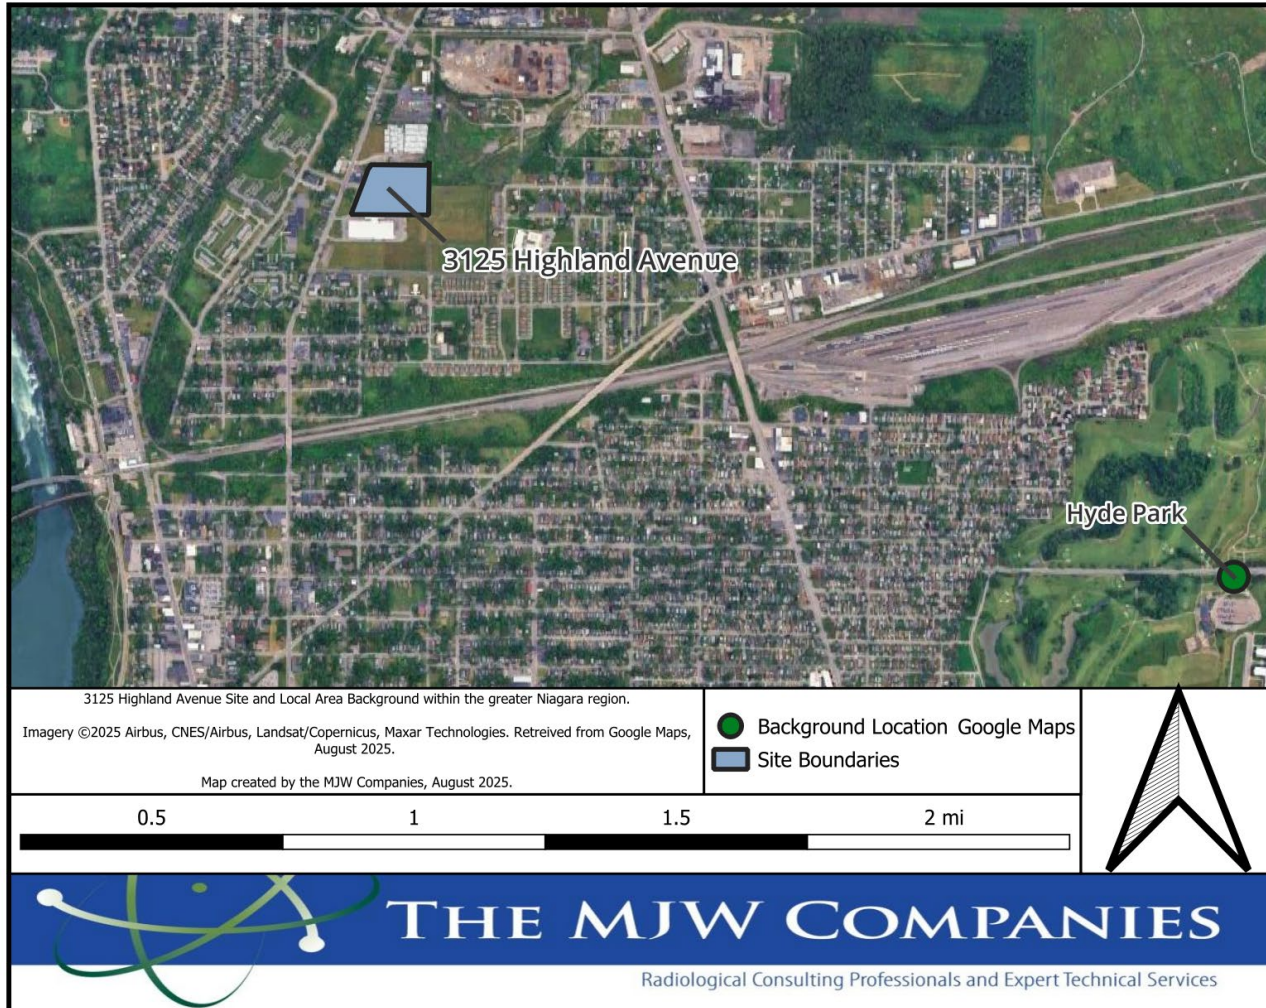 3125 Highland Avenue
Hyde Park
3125 Highland Avenue Site and Local Area Background within the greater Niagara region.
Imagery ©2025 Airbus, CNES/Airbus, Landsat/Copernicus, Maxar Technologies. Retreived from Google Maps,
August 2025.
Map created by the MJW Companies, August 2025.
Background Location Google Maps
Site Boundaries
0.5 1 1.5 2 mi
THE MJW COMPANIES
Radiological Consulting Professionals and Expert Technical Services